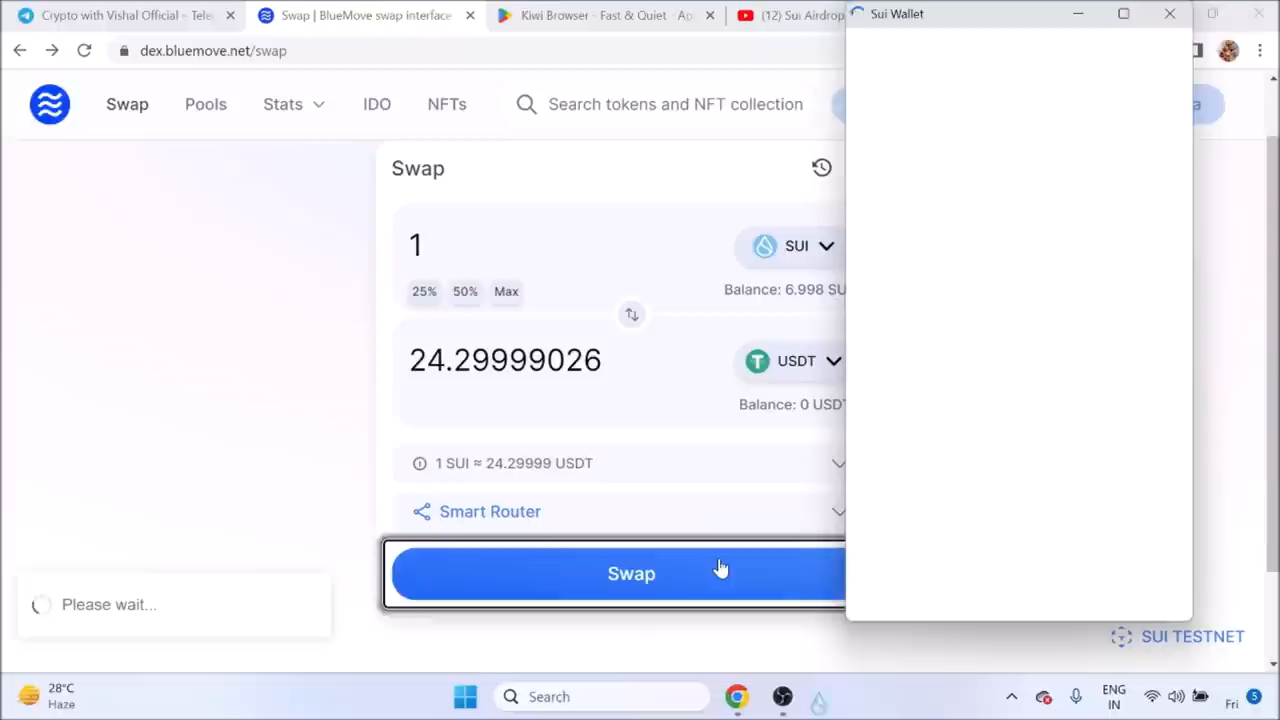 Crypto with Vishal Official – Tele
Swap | BlueMove swap interface
Kiwi Browser - Fast & Quiet - Ap
(12) Sui Airdrop
Sui Wallet
dex.bluemove.net/swap
Swap
Pools
Stats
IDO
NFTs
Search tokens and NFT collection
a
Swap
1
SUI
25%
50%
Max
Balance: 6.998 SU
24.29999026
USDT
Balance: 0 USDT
1 SUI ≈ 24.29999 USDT
Smart Router
Swap
Please wait...
SUI TESTNET
28°C
Haze
Search
ENG
IN
Fri
5